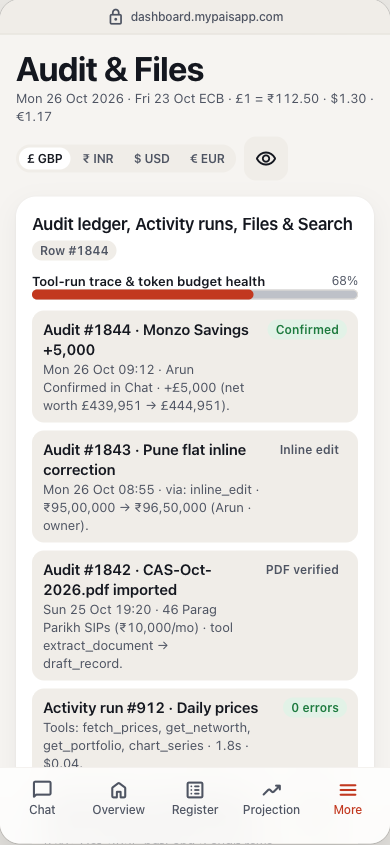 dashboard.mypaisapp.com
Audit & Files
Mon 26 Oct 2026 · Fri 23 Oct ECB · £1 = ₹112.50 · $1.30 ·
€1.17
£ GBP ₹ INR $ USD € EUR
Audit ledger, Activity runs, Files & Search
Row #1844
Tool-run trace & token budget health 68%
Audit #1844 · Monzo Savings
+5,000
Confirmed
Mon 26 Oct 09:12 · Arun
Confirmed in Chat · +£5,000 (net
worth £439,951 → £444,951).
Audit #1843 · Pune flat inline
correction
Inline edit
Mon 26 Oct 08:55 · via: inline_edit ·
₹95,00,000 → ₹96,50,000 (Arun ·
owner).
Audit #1842 · CAS-Oct-
2026.pdf imported
PDF verified
Sun 25 Oct 19:20 · 46 Parag
Parikh SIPs (₹10,000/mo) · tool
extract_document →
draft_record.
Activity run #912 · Daily prices
0 errors
Tools: fetch_prices, get_networth,
get_portfolio, chart_series · 1.8s ·
$0.04.
Chat Overview Register Projection More